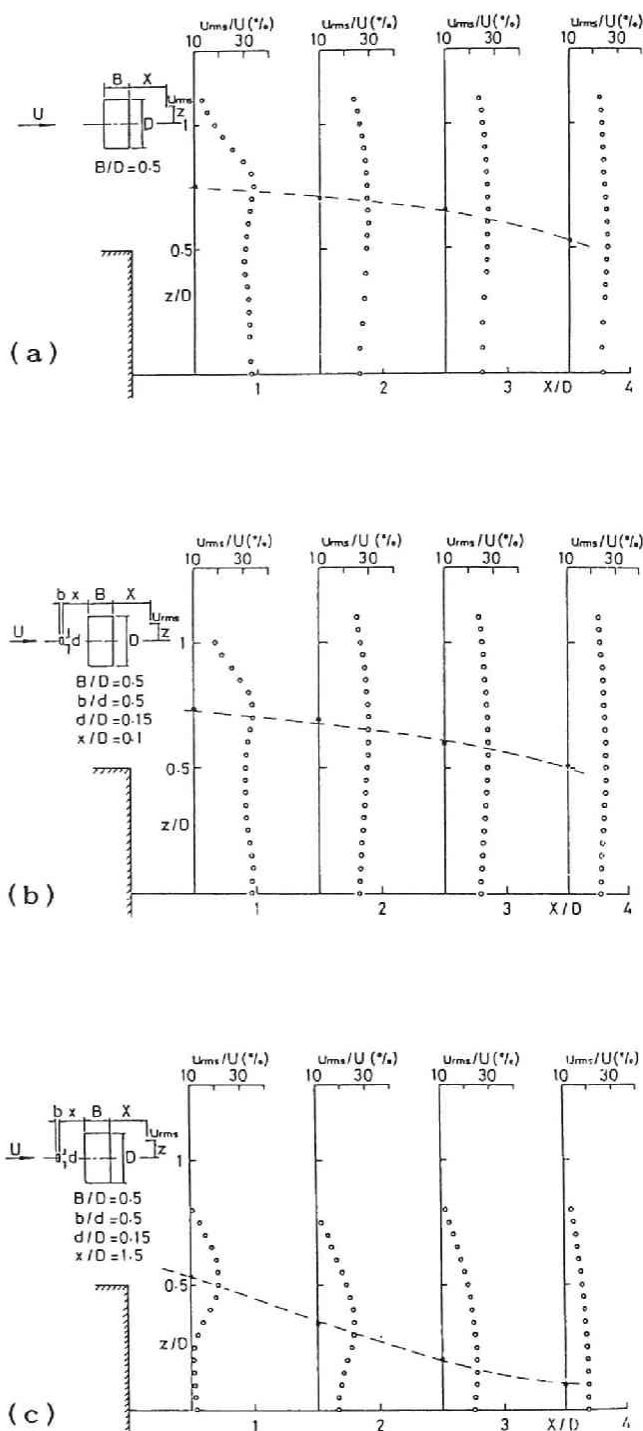 Urms/U(%) Urms/U(%) Urms/U(%) Urms/U(%)
10 30 10 30 10 30 10 30
B X
Urms
Z
U
D
1
B/D=0.5
0.5
z/D
(a)
1 2 3 X/D 4
Urms/U(%) Urms/U(%) Urms/U(%) Urms/U(%)
10 30 10 30 10 30 10 30
b x B X
Urms
Z
U
d
D
1
B/D=0.5
b/d=0.5
d/D=0.15
x/D=0.1
0.5
z/D
(b)
1 2 3 X/D 4
Urms/U(%) Urms/U(%) Urms/U(%) Urms/U(%)
10 30 10 30 10 30 10 30
b x B X
Urms
Z
U
d
D
1
B/D=0.5
b/d=0.5
d/D=0.15
x/D=1.5
0.5
z/D
(c)
1 2 3 X/D 4